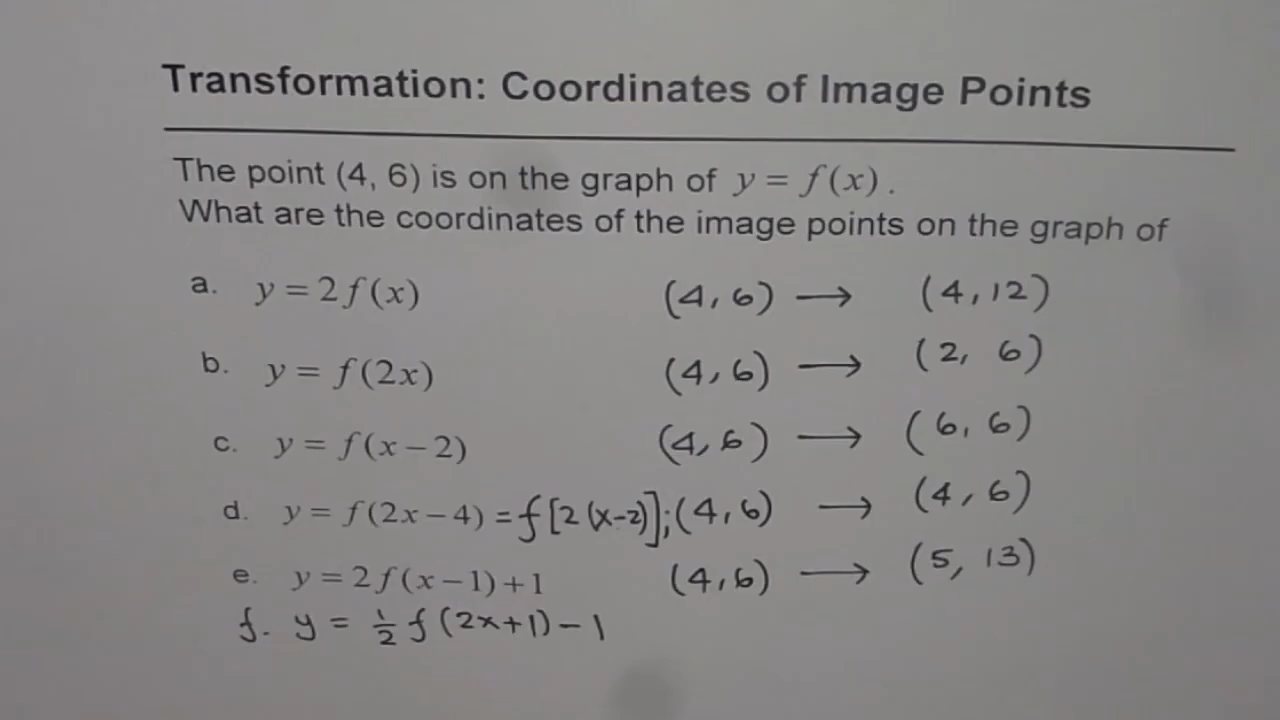 Transformation: Coordinates of Image Points
The point (4, 6) is on the graph of y = f(x).
What are the coordinates of the image points on the graph of
a. y = 2f(x) (4,6) → (4,12)
b. y = f(2x) (4,6) → (2, 6)
c. y = f(x−2) (4,6) → (6,6)
d. y = f(2x−4) = f[2(x−2)];(4,6) → (4,6)
e. y = 2f(x−1)+1 (4,6) → (5,13)
f. y = ½ f(2x+1)−1